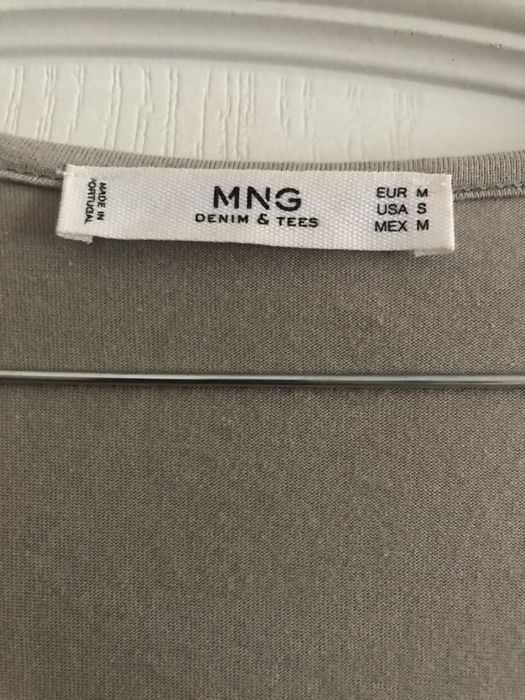 MADE IN
PORTUGAL
MNG
DENIM & TEES
EUR M
USA S
MEX M